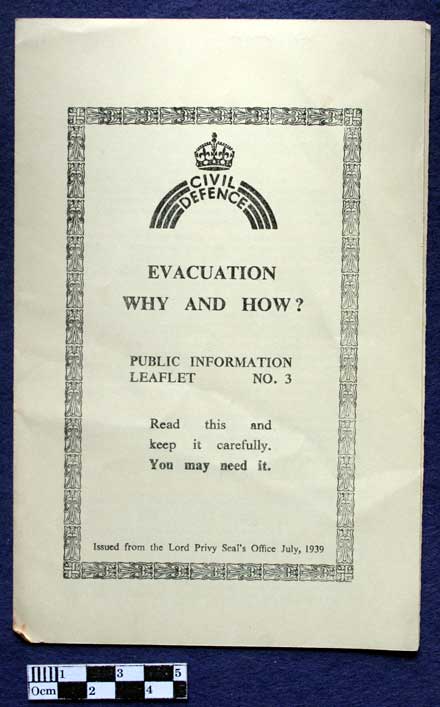 CIVIL
DEFENCE
EVACUATION
WHY AND HOW?
PUBLIC INFORMATION
LEAFLET NO. 3
Read this and
keep it carefully.
You may need it.
Issued from the Lord Privy Seal's Office July, 1939
1 3 5
0cm 2 4